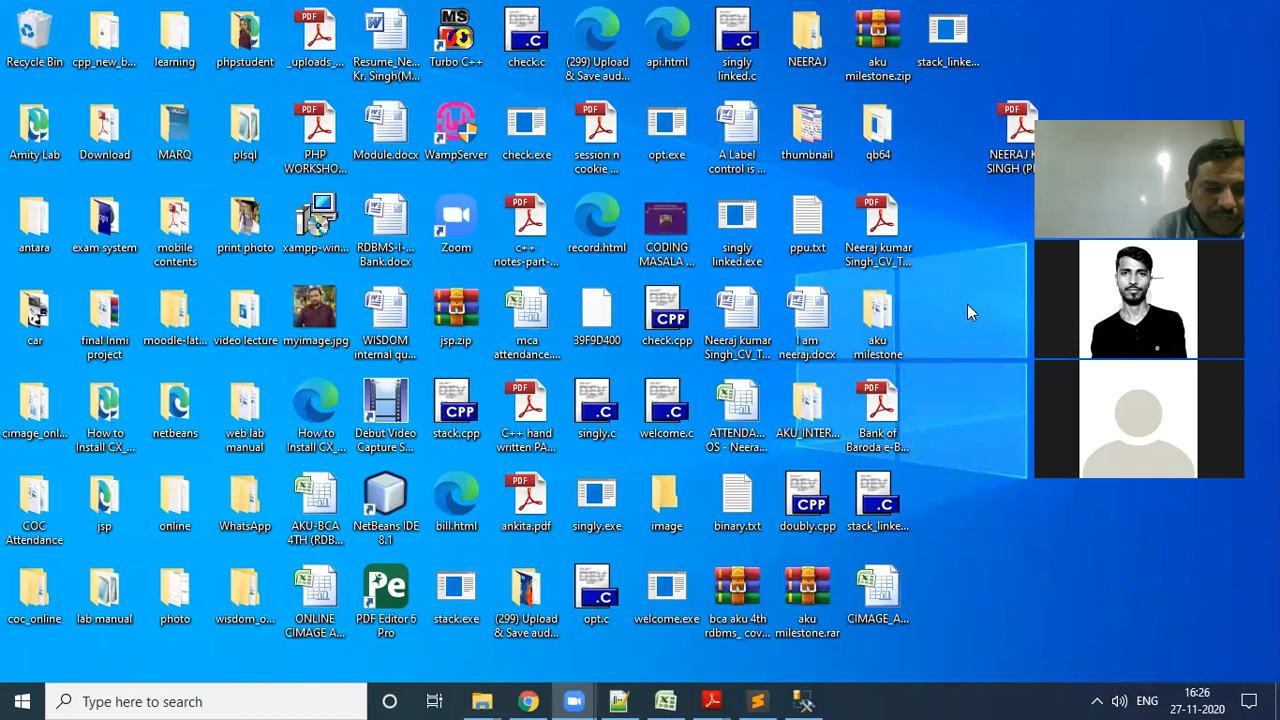 Recycle Bin
cpp_new_b...
learning
phpstudent
_uploads_...
Resume_Ne...
Kr. Singh(M...
Turbo C++
check.c
(299) Upload
& Save aud...
api.html
singly
linked.c
NEERAJ
aku
milestone.zip
stack_linke...
Amity Lab
Download
MARQ
plsql
PHP
WORKSHO...
Module.docx
WampServer
check.exe
session n
cookie ...
opt.exe
A Label
control is ...
thumbnail
qb64
NEERAJ K
SINGH (P
antara
exam system
mobile
contents
print photo
xampp-win...
RDBMS-I-...
Bank.docx
Zoom
c++
notes-part-...
record.html
CODING
MASALA ...
singly
linked.exe
ppu.txt
Neeraj kumar
Singh_CV_T...
car
final lnmi
project
moodle-lat...
video lecture
myimage.jpg
WISDOM
internal qu...
jsp.zip
mca
attendance....
39F9D400
check.cpp
Neeraj kumar
Singh_CV_T...
I am
neeraj.docx
aku
milestone
cimage_onl...
How to
Install CX_...
netbeans
web lab
manual
How to
Install CX_...
Debut Video
Capture S...
stack.cpp
C++ hand
written PA...
singly.c
welcome.c
ATTENDA...
OS - Neera...
AKU_INTER...
Bank of
Baroda e-B...
COC
Attendance
jsp
online
WhatsApp
AKU-BCA
4TH (RDB...
NetBeans IDE
8.1
bill.html
ankita.pdf
singly.exe
image
binary.txt
doubly.cpp
stack_linke...
coc_online
lab manual
photo
wisdom_o...
ONLINE
CIMAGE A...
PDF Editor 6
Pro
stack.exe
(299) Upload
& Save aud...
opt.c
welcome.exe
bca aku 4th
rdbms_ cov...
aku
milestone.rar
CIMAGE_A...
Type here to search
ENG
16:26
27-11-2020